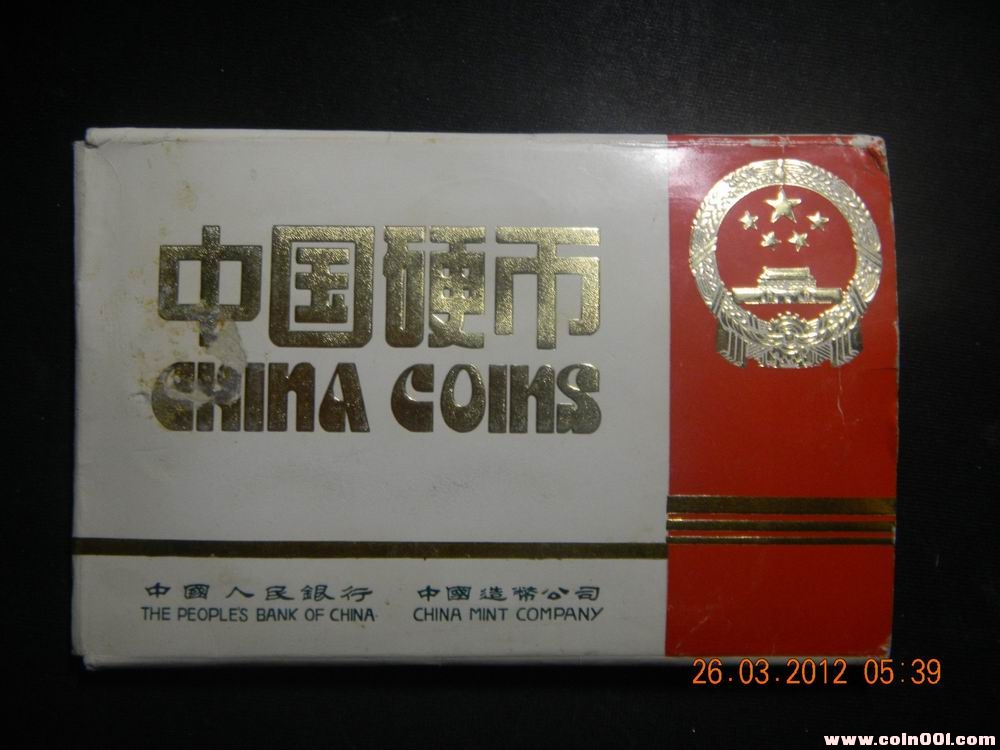 中国硬币
CHINA COINS
中國人民銀行 中國造幣公司
THE PEOPLE'S BANK OF CHINA· CHINA MINT COMPANY
26.03.2012 05:39
www.coin001.com